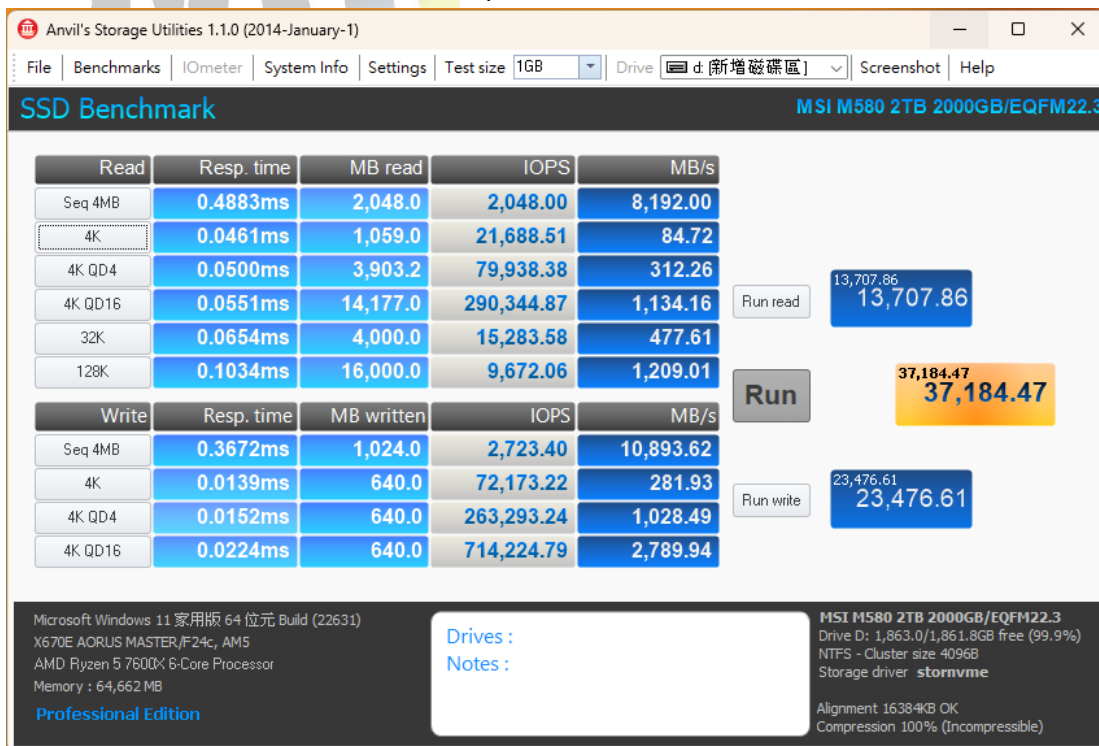 Anvil's Storage Utilities 1.1.0 (2014-January-1)
File Benchmarks IOmeter System Info Settings Test size 1GB Drive d: [新增磁碟區] Screenshot Help
SSD Benchmark MSI M580 2TB 2000GB/EQFM22.3
Read Resp. time MB read IOPS MB/s
Seq 4MB 0.4883ms 2,048.0 2,048.00 8,192.00
4K 0.0461ms 1,059.0 21,688.51 84.72
4K QD4 0.0500ms 3,903.2 79,938.38 312.26
4K QD16 0.0551ms 14,177.0 290,344.87 1,134.16
32K 0.0654ms 4,000.0 15,283.58 477.61
128K 0.1034ms 16,000.0 9,672.06 1,209.01
Run read
13,707.86
13,707.86
Run
37,184.47
37,184.47
Write Resp. time MB written IOPS MB/s
Seq 4MB 0.3672ms 1,024.0 2,723.40 10,893.62
4K 0.0139ms 640.0 72,173.22 281.93
4K QD4 0.0152ms 640.0 263,293.24 1,028.49
4K QD16 0.0224ms 640.0 714,224.79 2,789.94
Run write
23,476.61
23,476.61
Microsoft Windows 11 家用版 64 位元 Build (22631)
X670E AORUS MASTER/F24c, AM5
AMD Ryzen 5 7600X 6-Core Processor
Memory : 64,662 MB
Professional Edition
Drives :
Notes :
MSI M580 2TB 2000GB/EQFM22.3
Drive D: 1,863.0/1,861.8GB free (99.9%)
NTFS - Cluster size 4096B
Storage driver stornvme
Alignment 16384KB OK
Compression 100% (Incompressible)